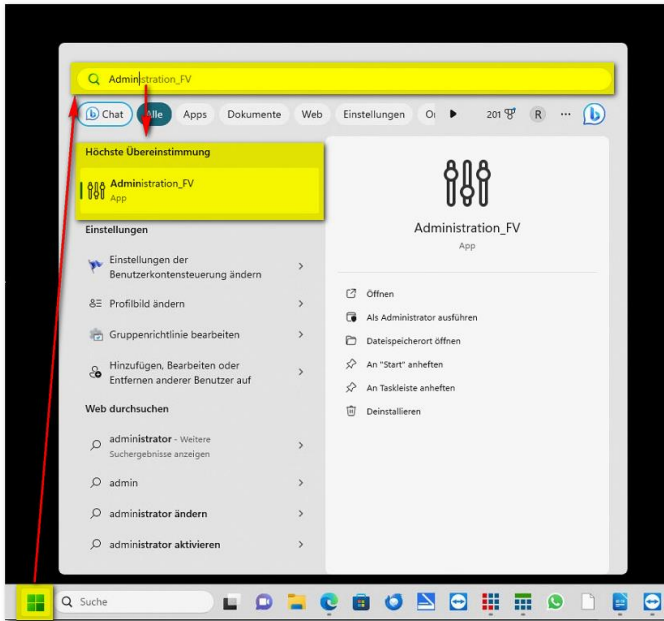 Administration_FV
Chat Alle Apps Dokumente Web Einstellungen 201 R ...
Höchste Übereinstimmung
Administration_FV
App
Einstellungen
Einstellungen der
Benutzerkontensteuerung ändern
Profilbild ändern
Gruppenrichtlinie bearbeiten
Hinzufügen, Bearbeiten oder
Entfernen anderer Benutzer auf
Web durchsuchen
administrator - Weitere
Suchergebnisse anzeigen
admin
administrator ändern
administrator aktivieren
Administration_FV
App
Öffnen
Als Administrator ausführen
Dateispeicherort öffnen
An "Start" anheften
An Taskleiste anheften
Deinstallieren
Suche